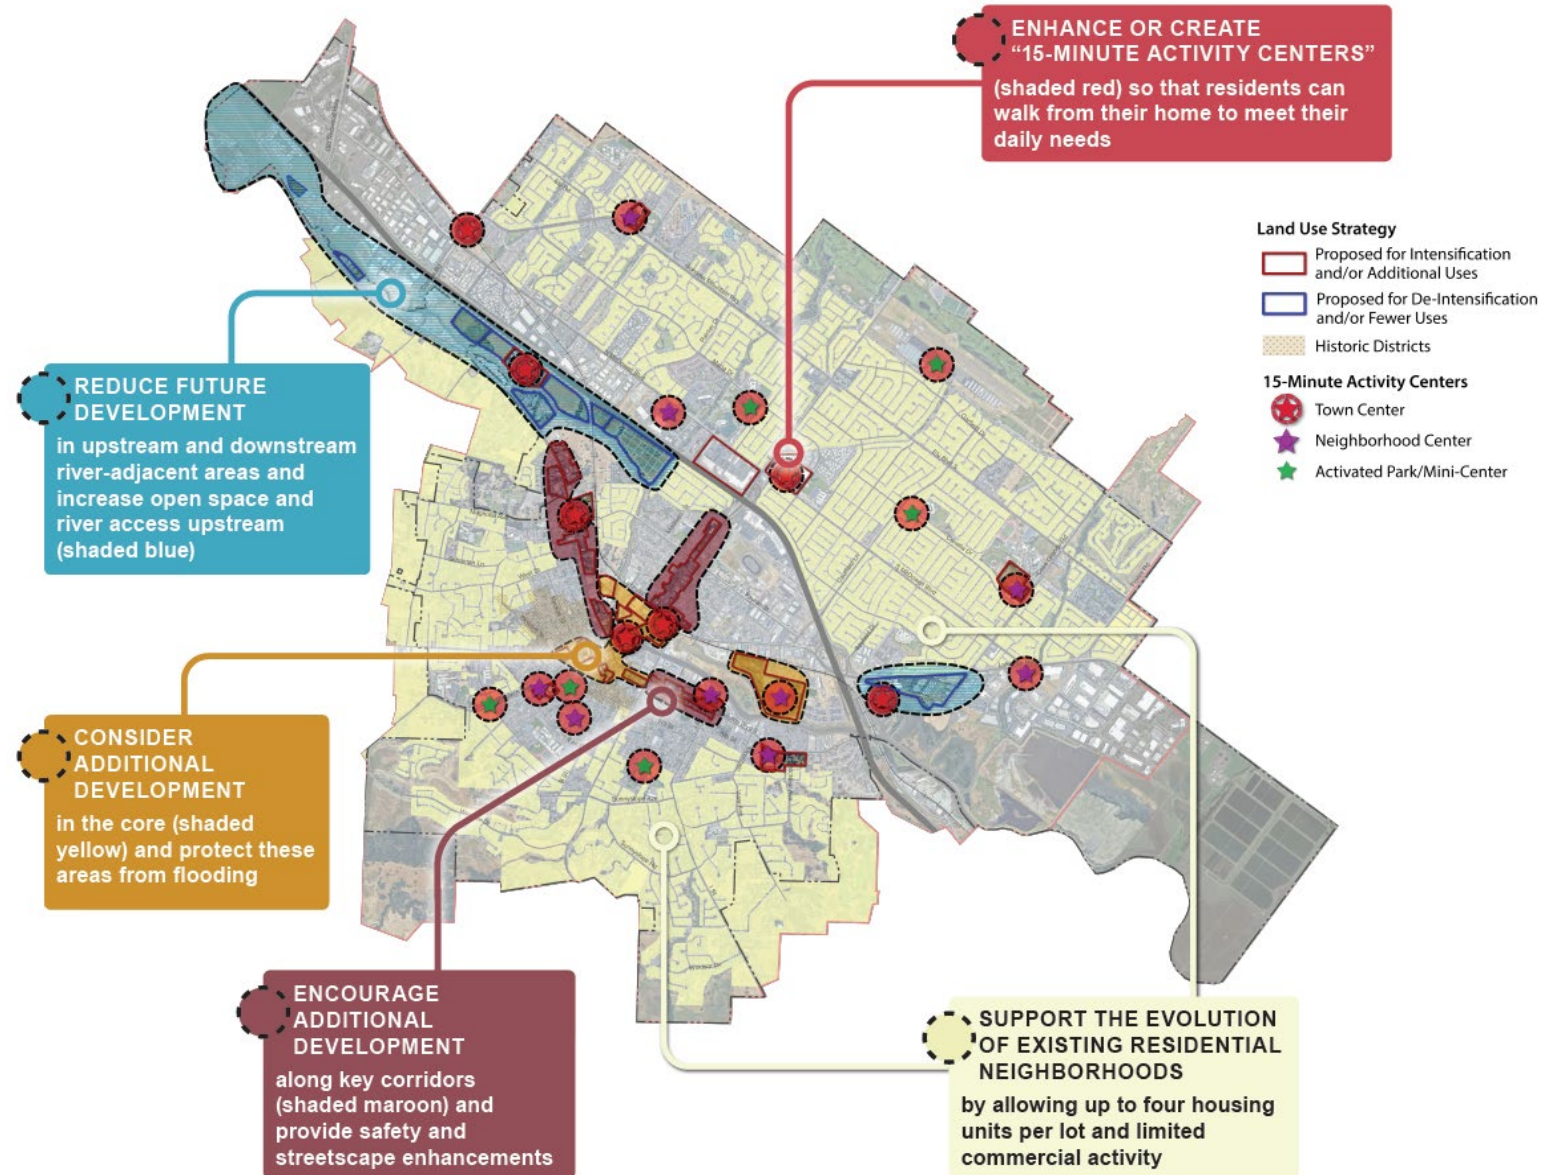 ENHANCE OR CREATE
“15-MINUTE ACTIVITY CENTERS”
(shaded red) so that residents can
walk from their home to meet their
daily needs
Land Use Strategy
Proposed for Intensification
and/or Additional Uses
Proposed for De-Intensification
and/or Fewer Uses
Historic Districts
15-Minute Activity Centers
Town Center
Neighborhood Center
Activated Park/Mini-Center
REDUCE FUTURE
DEVELOPMENT
in upstream and downstream
river-adjacent areas and
increase open space and
river access upstream
(shaded blue)
CONSIDER
ADDITIONAL
DEVELOPMENT
in the core (shaded
yellow) and protect these
areas from flooding
ENCOURAGE
ADDITIONAL
DEVELOPMENT
along key corridors
(shaded maroon) and
provide safety and
streetscape enhancements
SUPPORT THE EVOLUTION
OF EXISTING RESIDENTIAL
NEIGHBORHOODS
by allowing up to four housing
units per lot and limited
commercial activity